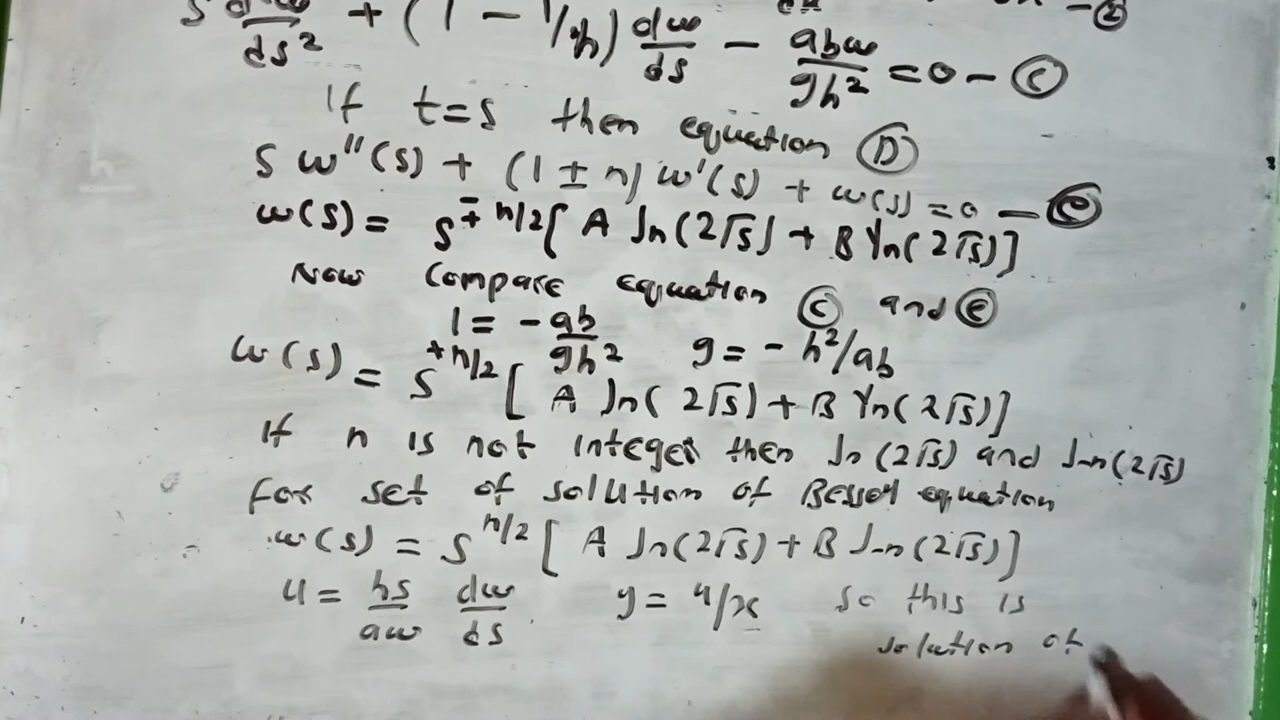 s d²w/ds² + (1 - 1/h) dw/ds - abw/gh² = 0 - (C)
If t=s then equation (D)
s w''(s) + (1 ± n) w'(s) + w(s) = 0 - (e)
w(s) = s^∓n/2 [ A Jn(2√s) + B Yn(2√s)]
Now compare equation (C) and (E)
1 = -ab/gh² g = - h²/ab
w(s) = s^+n/2 [ A Jn( 2√s) + B Yn( 2√s)]
If n is not integer then Jn (2√s) and J-n(2√s)
for set of solution of Bessel equation
w(s) = s^n/2 [ A Jn(2√s) + B J-n(2√s)]
u = hs/aw dw/ds y = u/x so this is
solution of